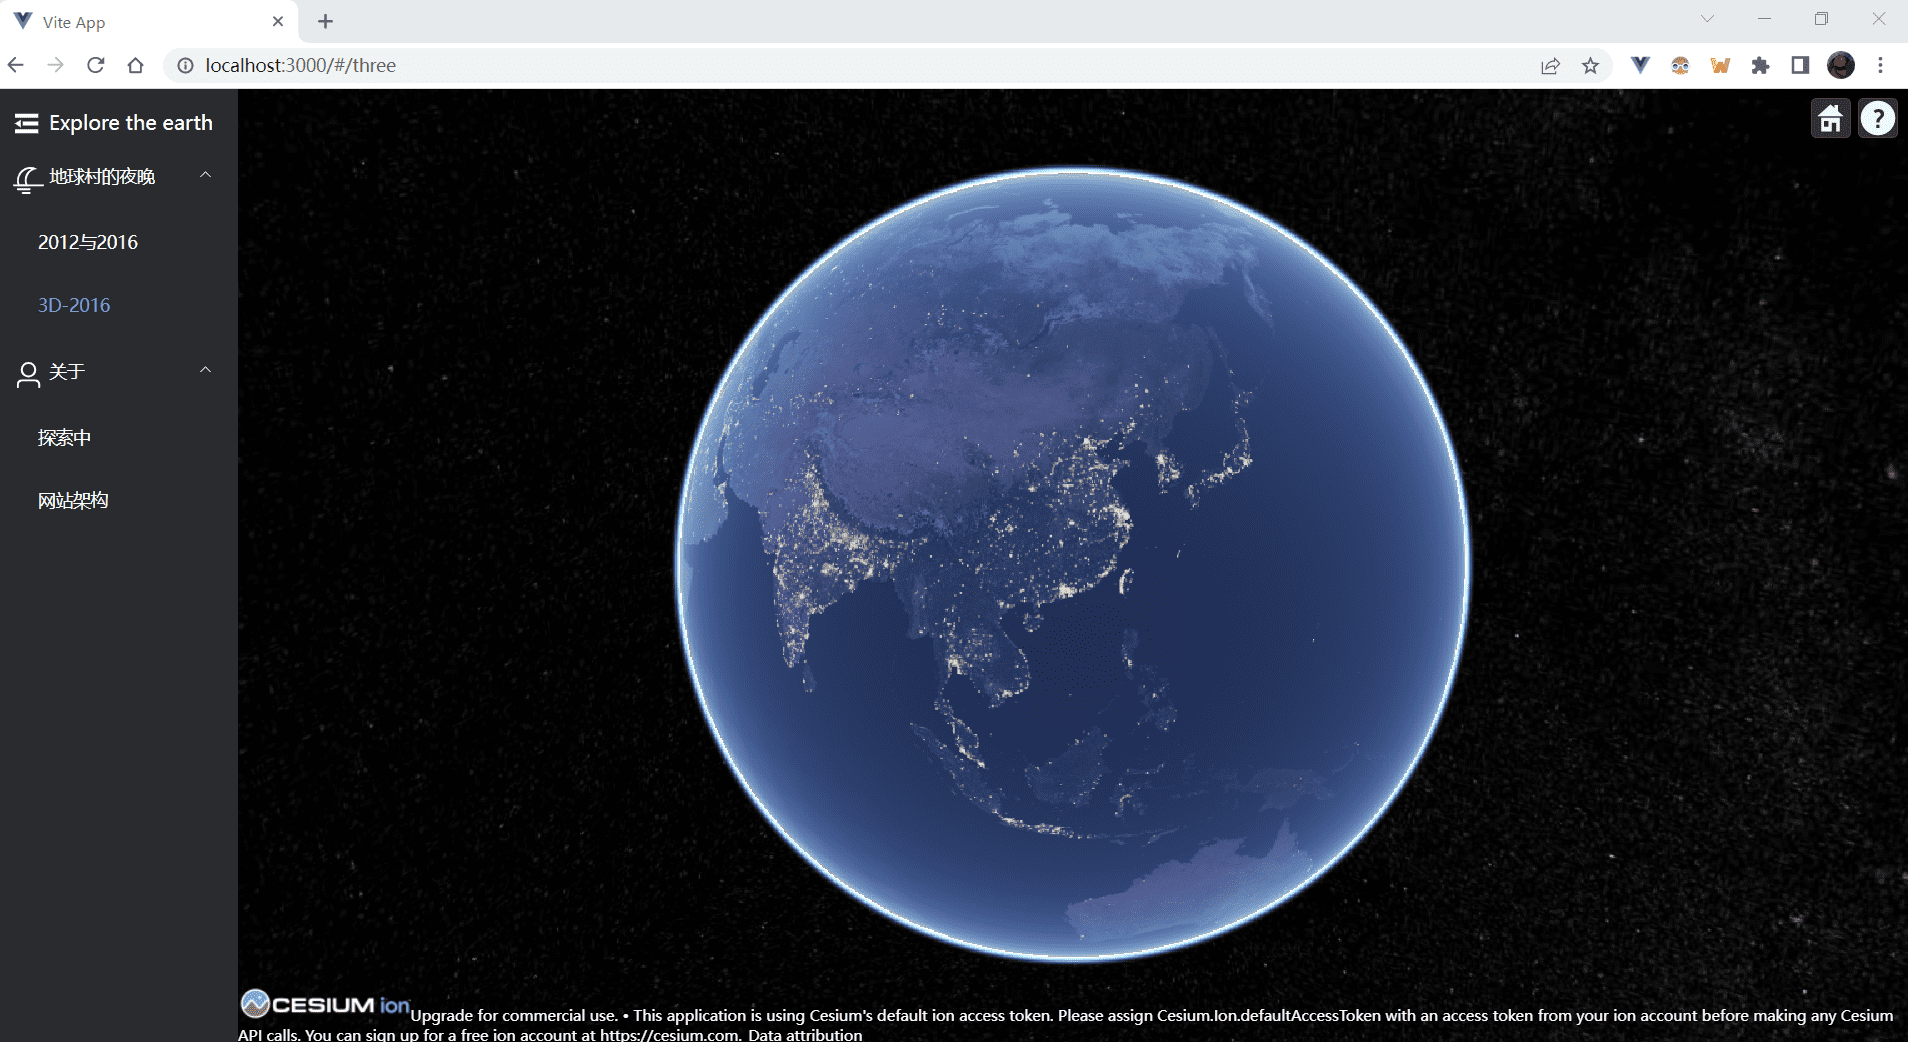 Vite App
localhost:3000/#/three
Explore the earth
地球村的夜晚
2012与2016
3D-2016
关于
探索中
网站架构
?
CESIUM ion Upgrade for commercial use. • This application is using Cesium's default ion access token. Please assign Cesium.Ion.defaultAccessToken with an access token from your ion account before making any Cesium
API calls. You can sign up for a free ion account at https://cesium.com. Data attribution